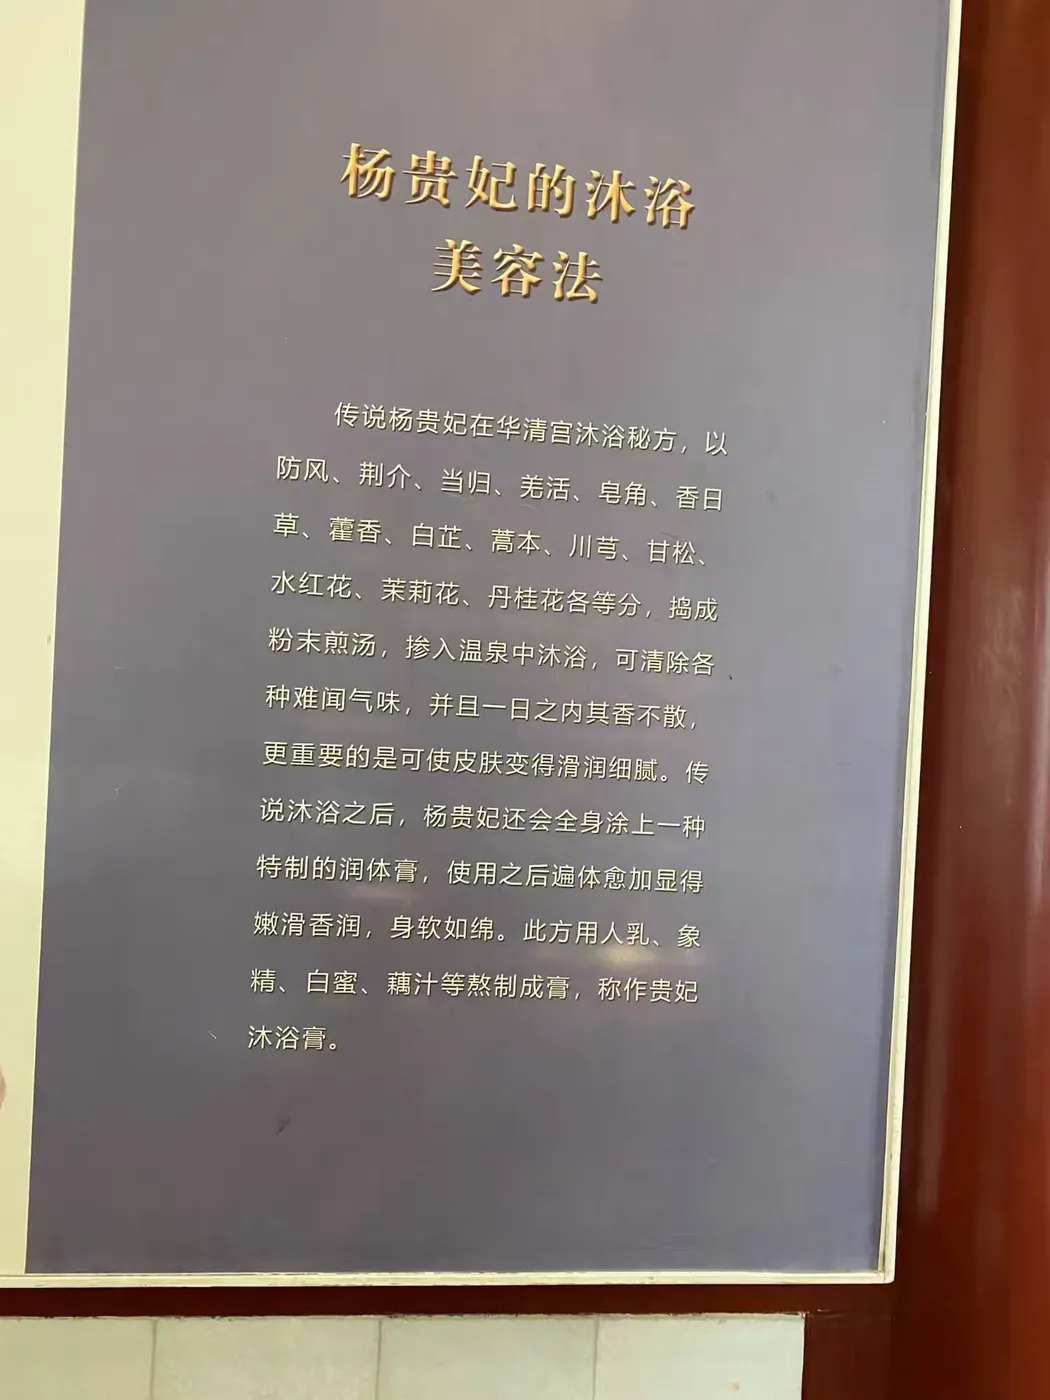 杨贵妃的沐浴
美容法
传说杨贵妃在华清宫沐浴秘方，以
防风、荆介、当归、羌活、皂角、香日
草、藿香、白芷、蒿本、川芎、甘松、
水红花、茉莉花、丹桂花各等分，捣成
粉末煎汤，掺入温泉中沐浴，可清除各
种难闻气味，并且一日之内其香不散，
更重要的是可使皮肤变得滑润细腻。传
说沐浴之后，杨贵妃还会全身涂上一种
特制的润体膏，使用之后遍体愈加显得
嫩滑香润，身软如绵。此方用人乳、象
精、白蜜、藕汁等熬制成膏，称作贵妃
沐浴膏。